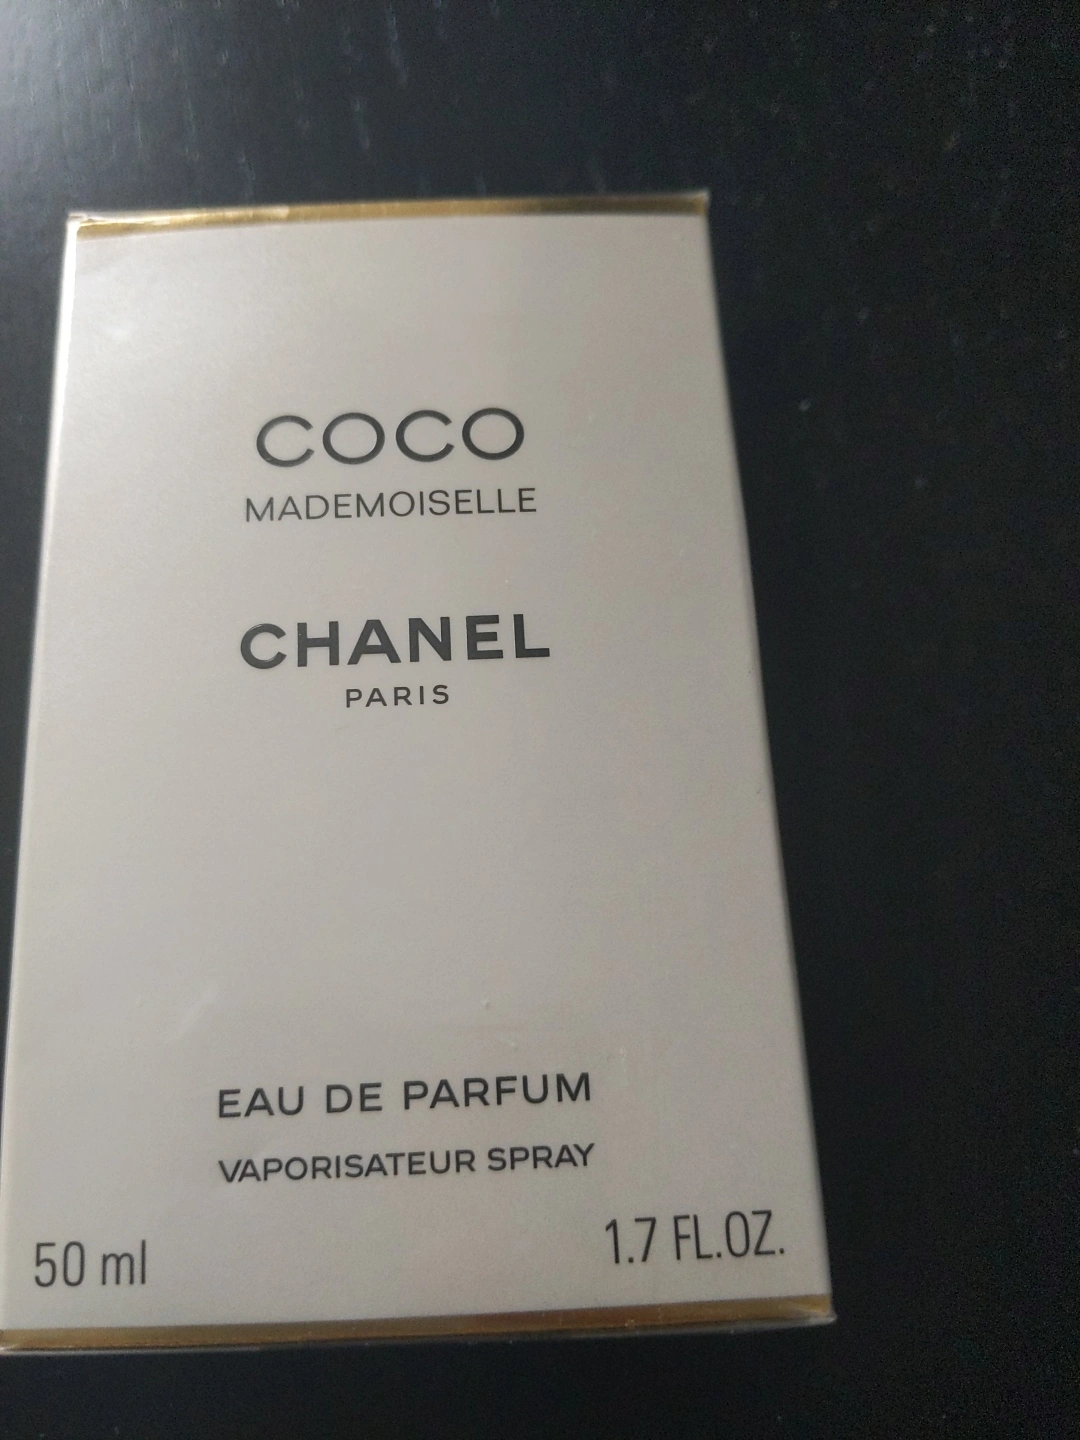 COCO
MADEMOISELLE
CHANEL
PARIS
EAU DE PARFUM
VAPORISATEUR SPRAY
50 ml 1.7 FL.OZ.